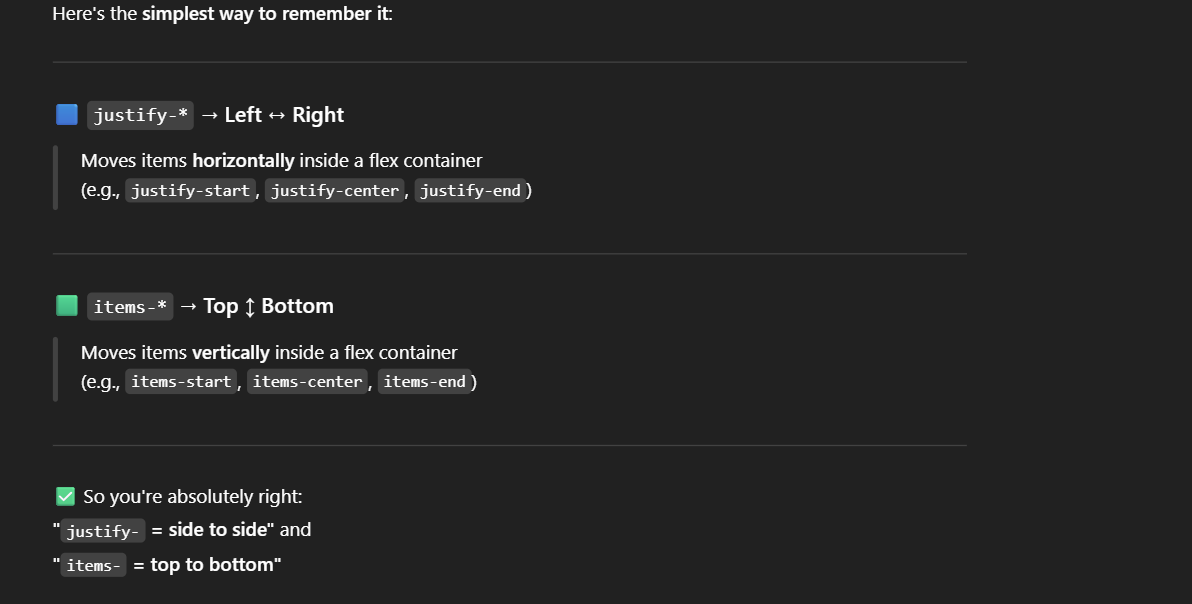 Here's the simplest way to remember it:
justify-* → Left ↔ Right
Moves items horizontally inside a flex container
(e.g., justify-start, justify-center, justify-end)
items-* → Top ↕ Bottom
Moves items vertically inside a flex container
(e.g., items-start, items-center, items-end)
✅ So you're absolutely right:
"justify- = side to side" and
"items- = top to bottom"